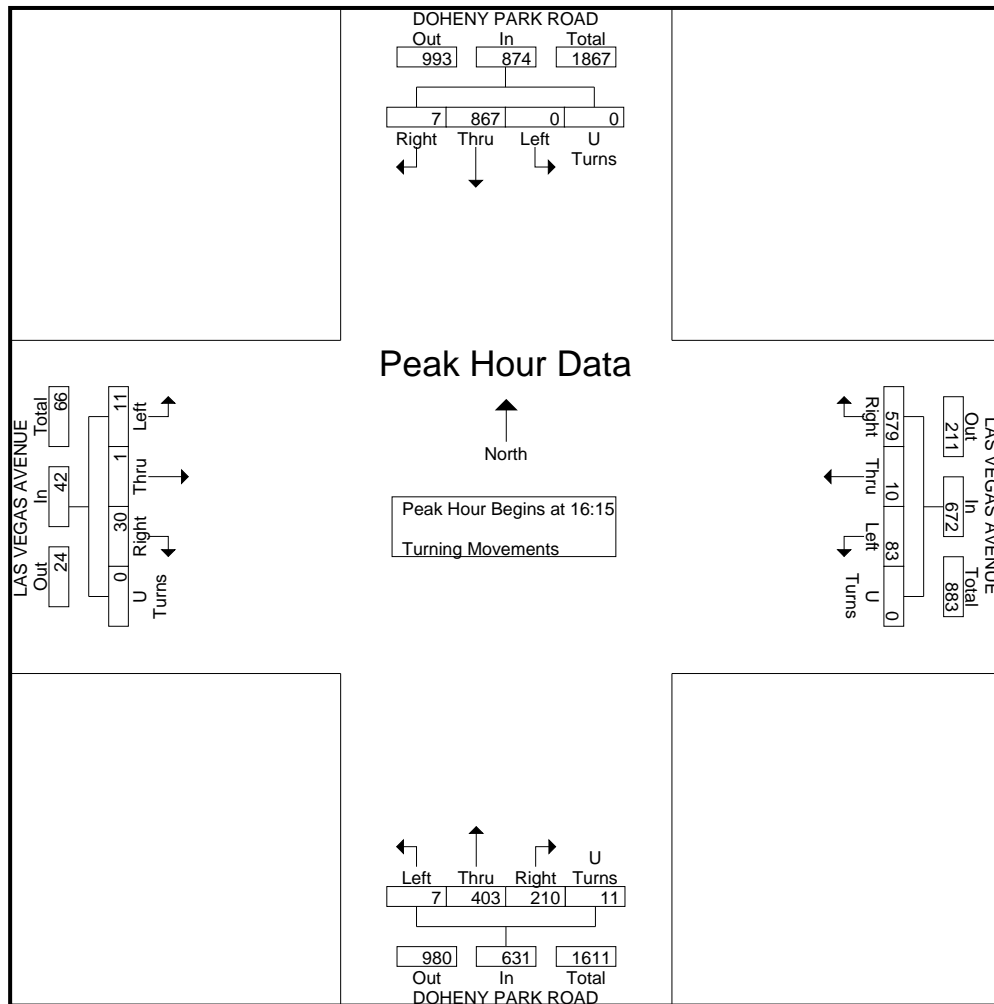 DOHENY PARK ROAD
Out In Total
993 874 1867
7 867 0 0
Right Thru Left U
Turns
Peak Hour Data
North
Peak Hour Begins at 16:15
Turning Movements
LAS VEGAS AVENUE
Total In Out
66 42 24
11 1 30 0
Left Thru Right U
Turns
LAS VEGAS AVENUE
Out In Total
211 672 883
579 10 83 0
Right Thru Left U
Turns
U
Left Thru Right Turns
7 403 210 11
980 631 1611
Out In Total
DOHENY PARK ROAD